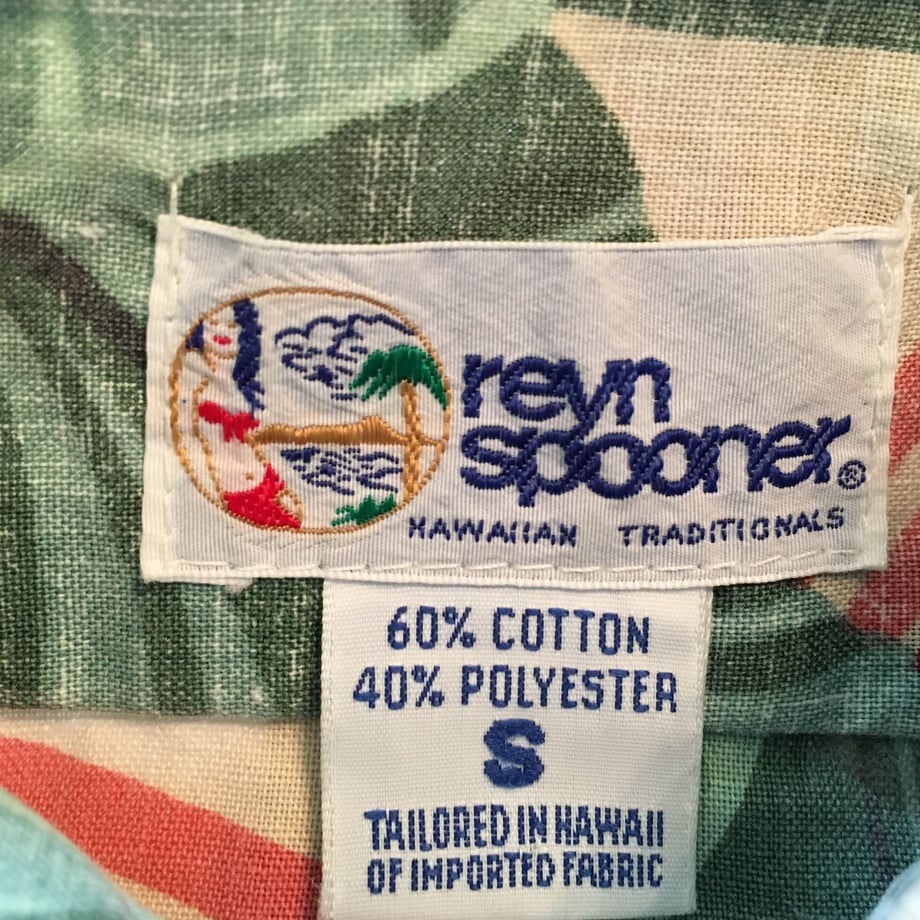 reyn
spooner®
HAWAIIAN TRADITIONALS
60% COTTON
40% POLYESTER
S
TAILORED IN HAWAII
OF IMPORTED FABRIC